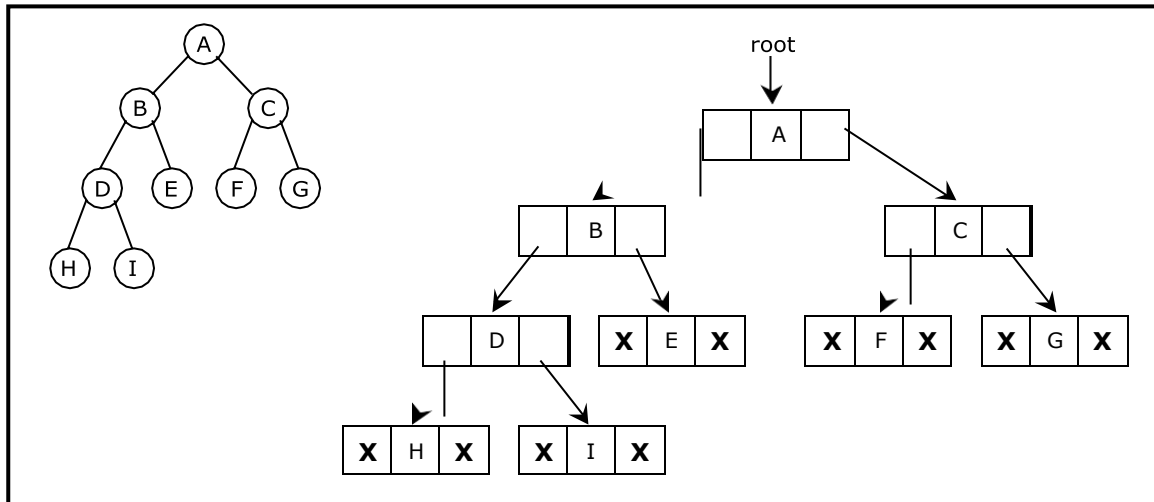 A
root
B C
A
D E F G
B C
H I
D X E X X F X X G X
X H X X I X